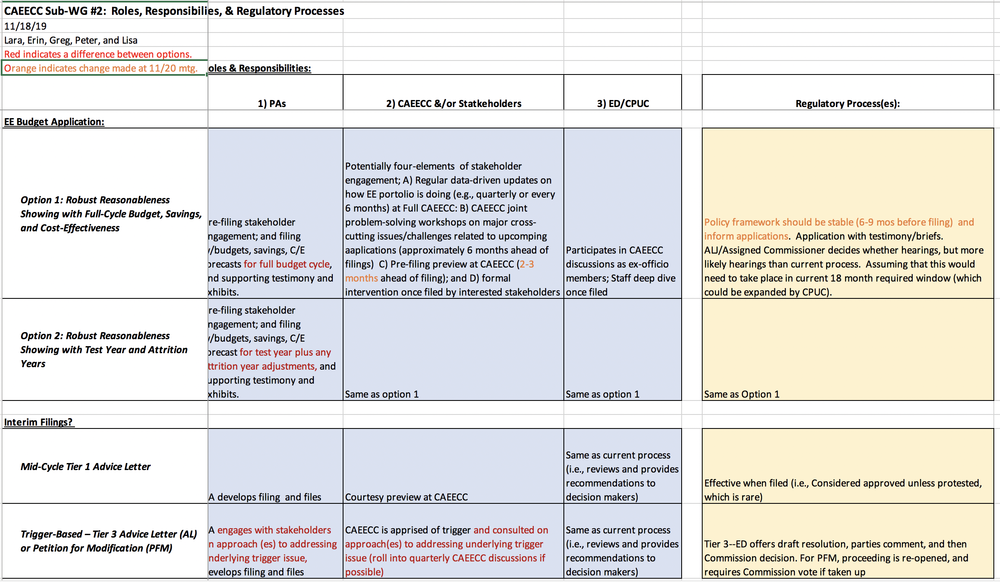 CAEECC Sub-WG #2:  Roles, Responsibilies, & Regulatory Processes
11/18/19
Lara, Erin, Greg, Peter, and Lisa
Red indicates a difference between options.
Orange indicates change made at 11/20 mtg.
oles & Responsibilities:
1) PAs
2) CAEECC &/or Statkeholders
3) ED/CPUC
Regulatory Process(es):
EE Budget Application:
Option 1: Robust Reasonableness
Showing with Full-Cycle Budget, Savings,
and Cost-Effectiveness
re-filing stakeholder
ngagement; and filing
/budgets, savings, C/E
orecasts for full budget cycle,
nd supporting testimony and
xhibits.
Potentially four-elements  of stakeholder
engagement; A) Regular data-driven updates on
how EE portolio is doing (e.g., quarterly or every
6 months) at Full CAEECC: B) CAEECC joint
problem-solving workshops on major cross-
cutting issues/challenges related to upcomping
aaplications (approximately 6 months ahead of
filings)  C) Pre-filing preview at CAEECC (2-3
months ahead of filing); and D) formal
intervention once filed by interested stakeholders
Participates in CAEECC
discussions as ex-officio
members; Staff deep dive
once filed
Policy framework should be stable (6-9 mos before filing)  and
inform applications.  Application with testimony/briefs.
ALJ/Assigned Commissioner decides whether hearings, but more
likely hearings than current process.  Assuming that this would
need to take place in current 18 month required window (which
could be expanded by CPUC).
Option 2: Robust Reasonableness
Showing with Test Year and Attrition
Years
re-filing stakeholder
ngagement; and filing
/budgets, savings, C/E
orecast for test year plus any
ttrition year adjustments, and
upporting testimony and
xhibits.
Same as option 1
Same as option 1
Same as Option 1
Interim Filings?
Mid-Cycle Tier 1 Advice Letter
A develops filing  and files
Courtesy preview at CAEECC
Same as current process
(i.e., reviews and provides
recommendations to
decision makers)
Effective when filed (i.e., Considered approved unless protested,
which is rare)
Trigger-Based – Tier 3 Advice Letter (AL)
or Petition for Modification (PFM)
A engages with stakeholders
n approach (es) to addressing
nderlying trigger issue,
evelops filing and files
CAEECC is apprised of trigger and consulted on
approach(es) to addressing underlying trigger
issue (roll into quarterly CAEECC discussions if
possible)
Same as current process
(i.e., reviews and provides
recommendations to
decision makers)
Tier 3--ED offers draft resolution, parties comment, and then
Commission decision. For PFM, proceeding is re-opened, and
requires Commission vote if taken up